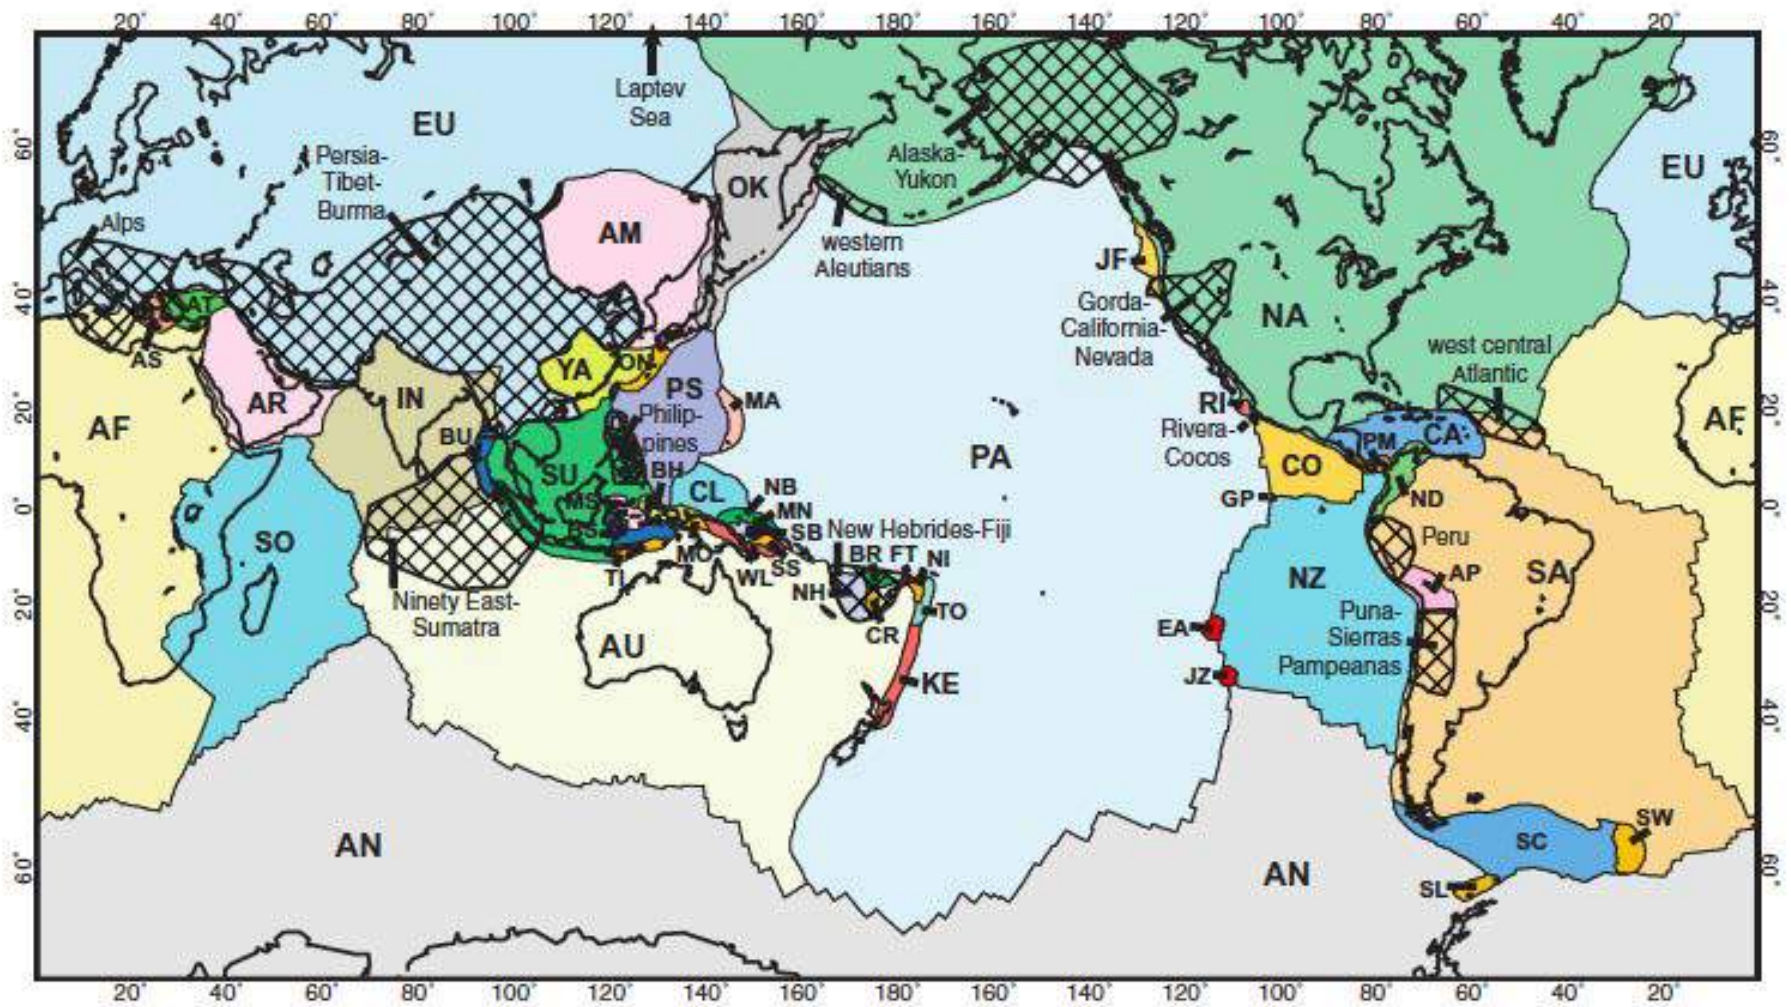 20° 40° 60° 80° 100° 120° 140° 160° 180° 160° 140° 120° 100° 80° 60° 40° 20°
60°
40°
20°
0°
20°
40°
60°
EU
Laptev
Sea
Persia-
Tibet-
Burma
Alps
AM
OK
Alaska-
Yukon
western
Aleutians
EU
JF
Gorda-
California-
Nevada
NA
west central
Atlantic
AT
AS
AR
AF
IN
YA
ON
PS
MA
Philip-
pines
BU
SU
BH
CL
MS
BS
TI
MO
WL
SS
NB
MN
SB
New Hebrides-Fiji
BR
FT
NI
NH
CR
TO
KE
PA
RI
Rivera-
Cocos
CO
GP
PM
CA
ND
Peru
AP
SA
AF
SO
Ninety East-
Sumatra
AU
NZ
EA
JZ
Puna-
Sierras
Pampeanas
AN
AN
SC
SW
SL
60°
40°
20°
0°
20°
40°
60°
20° 40° 60° 80° 100° 120° 140° 160° 180° 160° 140° 120° 100° 80° 60° 40° 20°